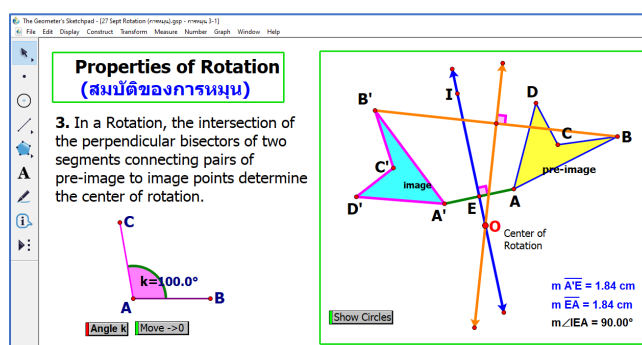 The Geometer's Sketchpad - [27 Sept Rotation (การหมุน).gsp - การหมุน 3-1]
File Edit Display Construct Transform Measure Number Graph Window Help
Properties of Rotation
(สมบัติของการหมุน)
3. In a Rotation, the intersection of
the perpendicular bisectors of two
segments connecting pairs of
pre-image to image points determine
the center of rotation.
C
k=100.0°
A
B
Angle k
Move ->0
I
D
B'
C
B
C'
image
pre-image
D'
A'
E
A
O
Center of
Rotation
m A'E = 1.84 cm
m EA = 1.84 cm
m∠IEA = 90.00°
Show Circles
A